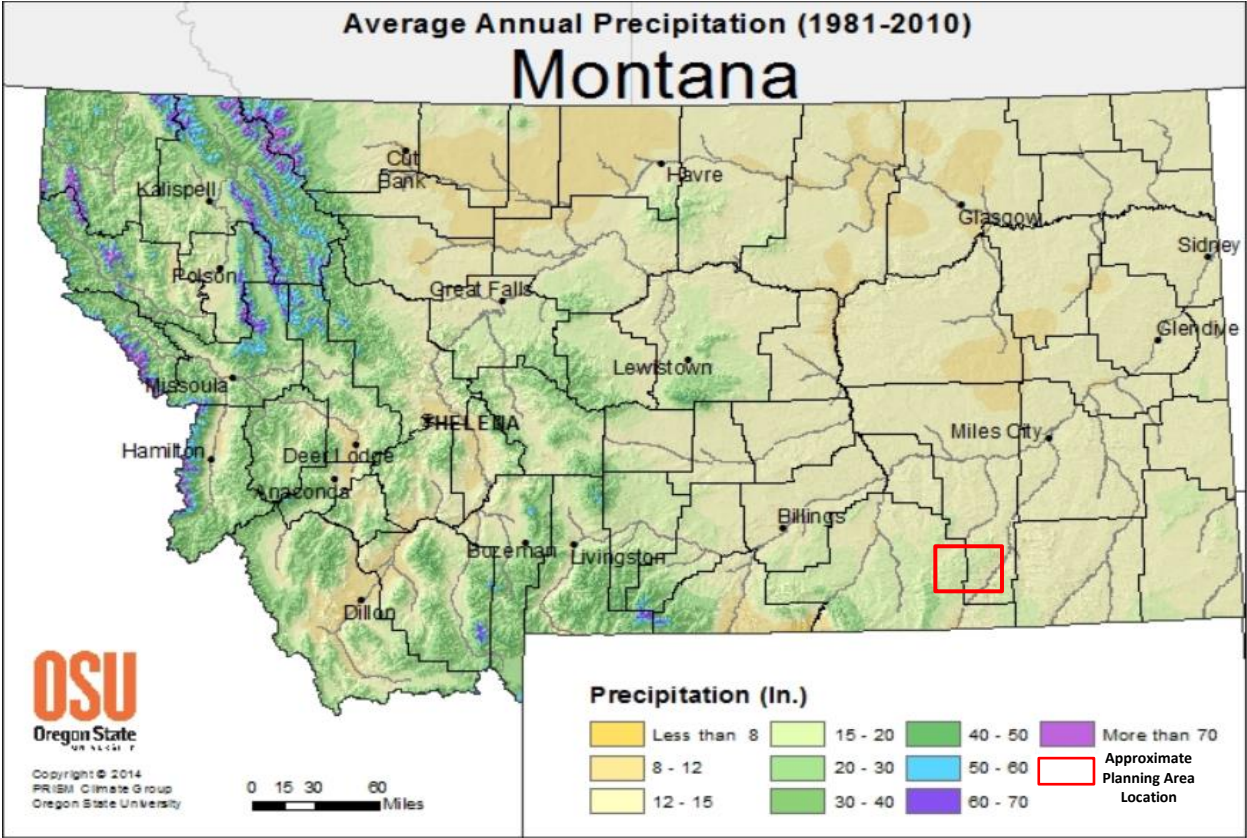 Average Annual Precipitation (1981-2010)
Montana
Cut
Bank
Havre
Kalispell
Glasgow
Sidney
Polson
Great Falls
Glendive
Lewistown
Missoula
HELENA
Miles City
Hamilton
Deer Lodge
Anaconda
Billings
Bozeman
Livingston
Dillon
OSU
Oregon State
UNIVERSITY
Copyright © 2014
PRISM Climate Group
Oregon State University
0 15 30 60
Miles
Precipitation (In.)
Less than 8
8 - 12
12 - 15
15 - 20
20 - 30
30 - 40
40 - 50
50 - 60
60 - 70
More than 70
Approximate
Planning Area
Location